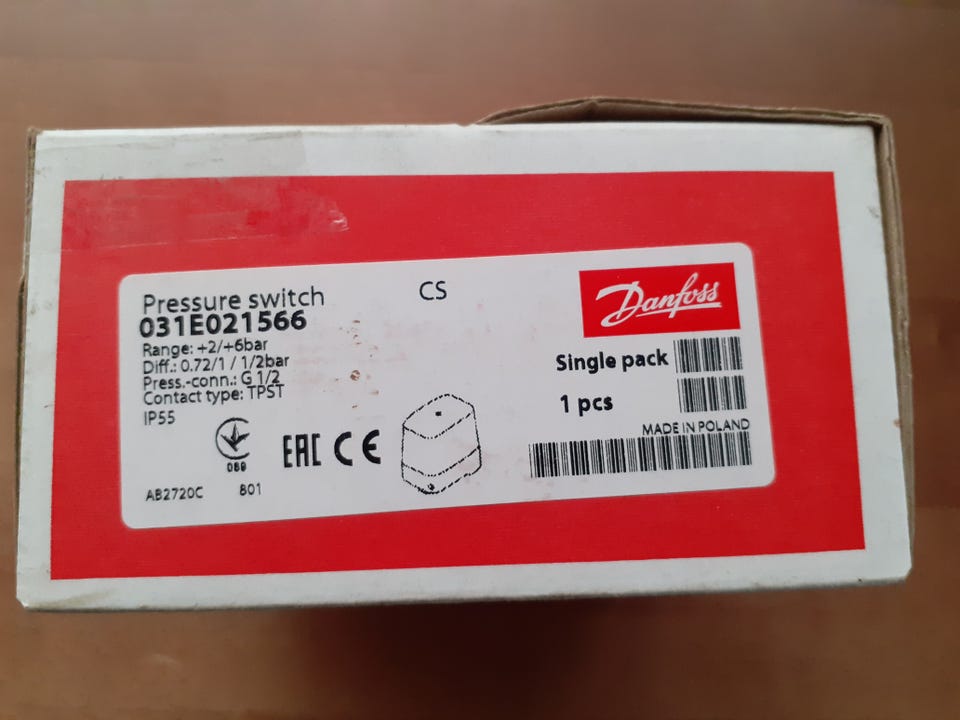 Pressure switch
031E021566
CS
Danfoss
Range: +2/+6bar
Diff.: 0.72/1 / 1/2bar
Press.-conn.: G 1/2
Contact type: TPST
IP55
Single pack
1 pcs
MADE IN POLAND
089
EAC CE
AB2720C 801